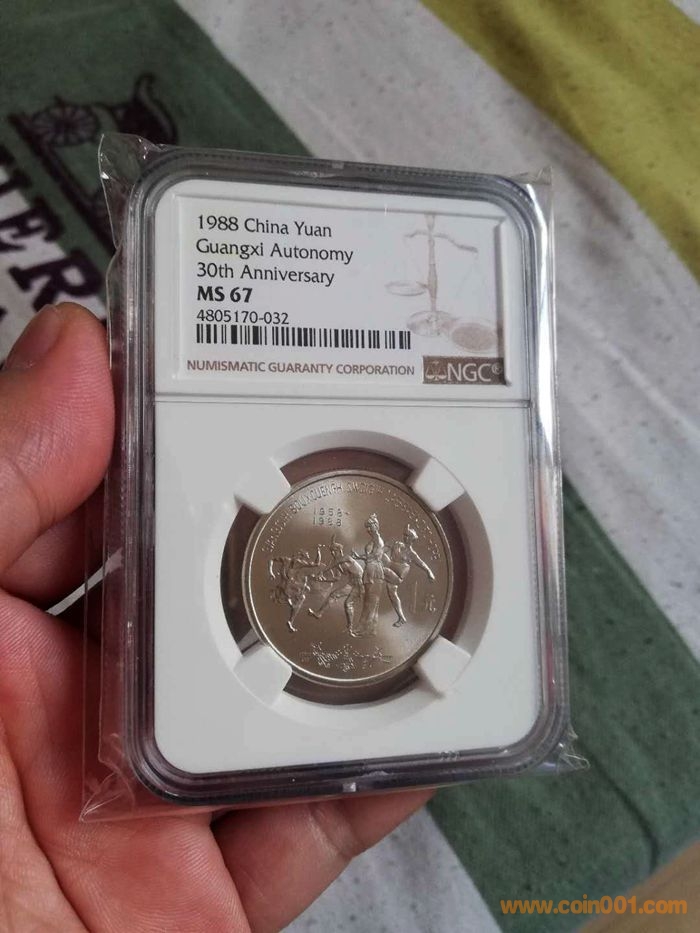 1988 China Yuan
Guangxi Autonomy
30th Anniversary
MS 67
4805170-032
NUMISMATIC GUARANTY CORPORATION
NGC®
1958-
1988
1元
www.coin001.com